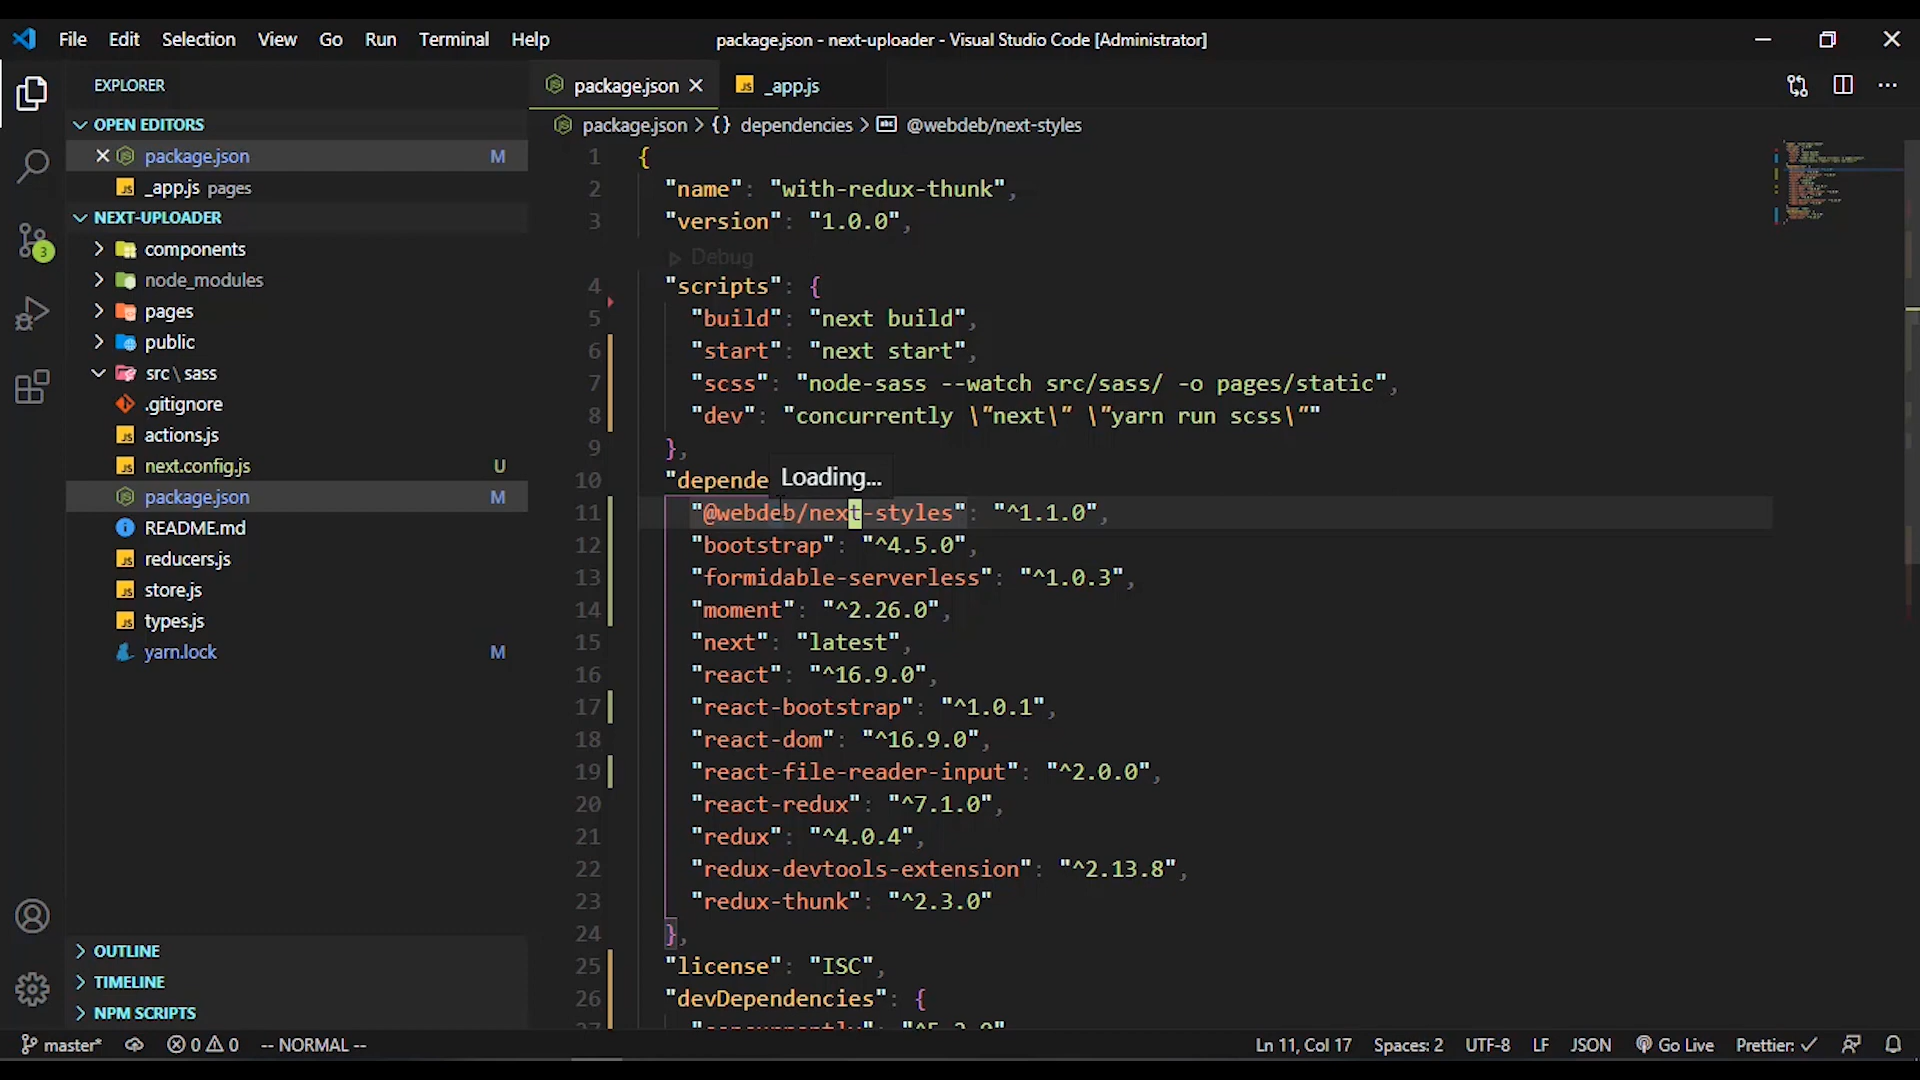 File Edit Selection View Go Run Terminal Help
package.json - next-uploader - Visual Studio Code [Administrator]
EXPLORER
OPEN EDITORS
package.json M
_app.js pages
NEXT-UPLOADER
components
node_modules
pages
public
src\sass
.gitignore
actions.js
next.config.js U
package.json M
README.md
reducers.js
store.js
types.js
yarn.lock M
OUTLINE
TIMELINE
NPM SCRIPTS
3
package.json
_app.js
package.json > {} dependencies > abc @webdeb/next-styles
1 {
2 "name": "with-redux-thunk",
3 "version": "1.0.0",
Debug
4 "scripts": {
5 "build": "next build",
6 "start": "next start",
7 "scss": "node-sass --watch src/sass/ -o pages/static",
8 "dev": "concurrently \"next\" \"yarn run scss\""
9 },
10 "depende
Loading...
11 "@webdeb/next-styles": "^1.1.0",
12 "bootstrap": "^4.5.0",
13 "formidable-serverless": "^1.0.3",
14 "moment": "^2.26.0",
15 "next": "latest",
16 "react": "^16.9.0",
17 "react-bootstrap": "^1.0.1",
18 "react-dom": "^16.9.0",
19 "react-file-reader-input": "^2.0.0",
20 "react-redux": "^7.1.0",
21 "redux": "^4.0.4",
22 "redux-devtools-extension": "^2.13.8",
23 "redux-thunk": "^2.3.0"
24 },
25 "license": "ISC",
26 "devDependencies": {
27 "concurrently": "^5.2.0"
master* 0 0 -- NORMAL -- Ln 11, Col 17 Spaces: 2 UTF-8 LF JSON Go Live Prettier: ✓